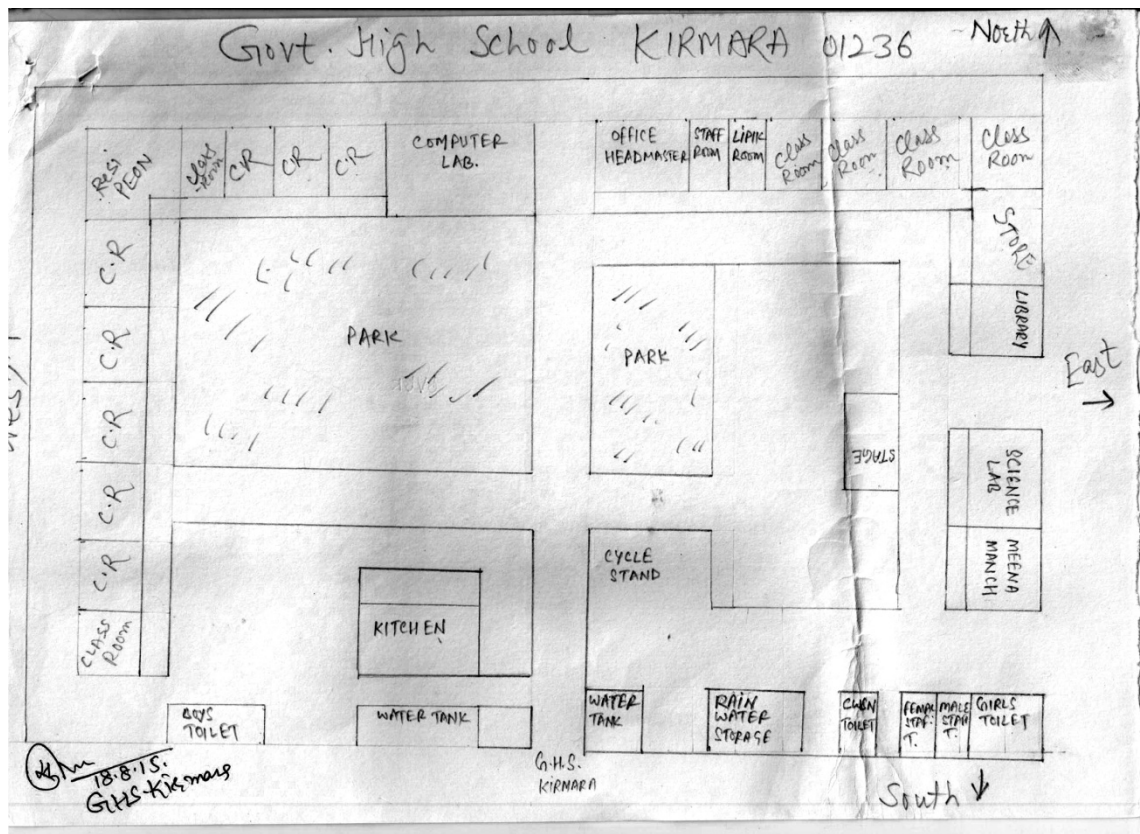 Govt. High School KIRMARA 01236
North
Resi.
PEON
Class
Room
C.R
C.R
C.R
COMPUTER
LAB.
OFFICE
HEADMASTER
STAFF
ROOM
LIPIK
ROOM
Class
Room
Class
Room
Class
Room
Class
Room
STORE
LIBRARY
East
C.R
C.R
C.R
C.R
C.R
CLASS
ROOM
PARK
PARK
STAGE
SCIENCE
LAB
MEENA
MANCH
CYCLE
STAND
KITCHEN
BOYS
TOILET
WATER TANK
WATER
TANK
RAIN
WATER
STORAGE
CWSN
TOILET
FEMAL
STAF:
T.
MALE
STAFF
T.
GIRLS
TOILET
18.8.15.
GHS Kirmara
G.H.S.
KIRMARA
South